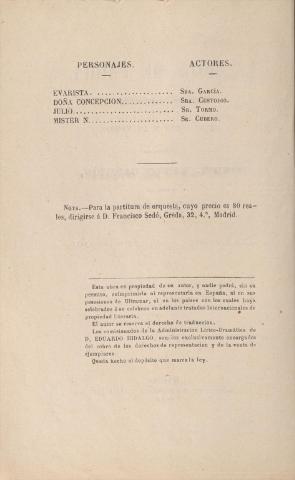 PERSONAJES. ACTORES.
EVARISTA. . . . . . . . . . . . . . . . . . . SRA. GARCÍA.
DOÑA CONCEPCION. . . . . . . . . . . . . SRA. CUSTODIO.
JULIO. . . . . . . . . . . . . . . . . . . . . . SR. TORMO.
MISTER N. . . . . . . . . . . . . . . . . . . SR. CUBERO.
NOTA.—Para la partitura de orquesta, cuyo precio es 80 rea-
les, dirigirse á D. Francisco Sedó, Greda, 32, 4.º, Madrid.
Esta obra es propiedad de su autor, y nadie podrá, sin su
permiso, reimprimirla ni representarla en España, ni en sus
posesiones de Ultramar, ni en los paises con los cuales haya
celebrados ó se celebren en adelante tratados internacionales de
propiedad literaria.
El autor se reserva el derecho de traduccion.
Los comisionados de la Administracion Lírico-Dramática de
D. EDUARDO HIDALGO, son los exclusivamente encargados
del cobro de los derechos de representacion y de la venta de
ejemplares
Queda hecho el depósito que marca la ley.